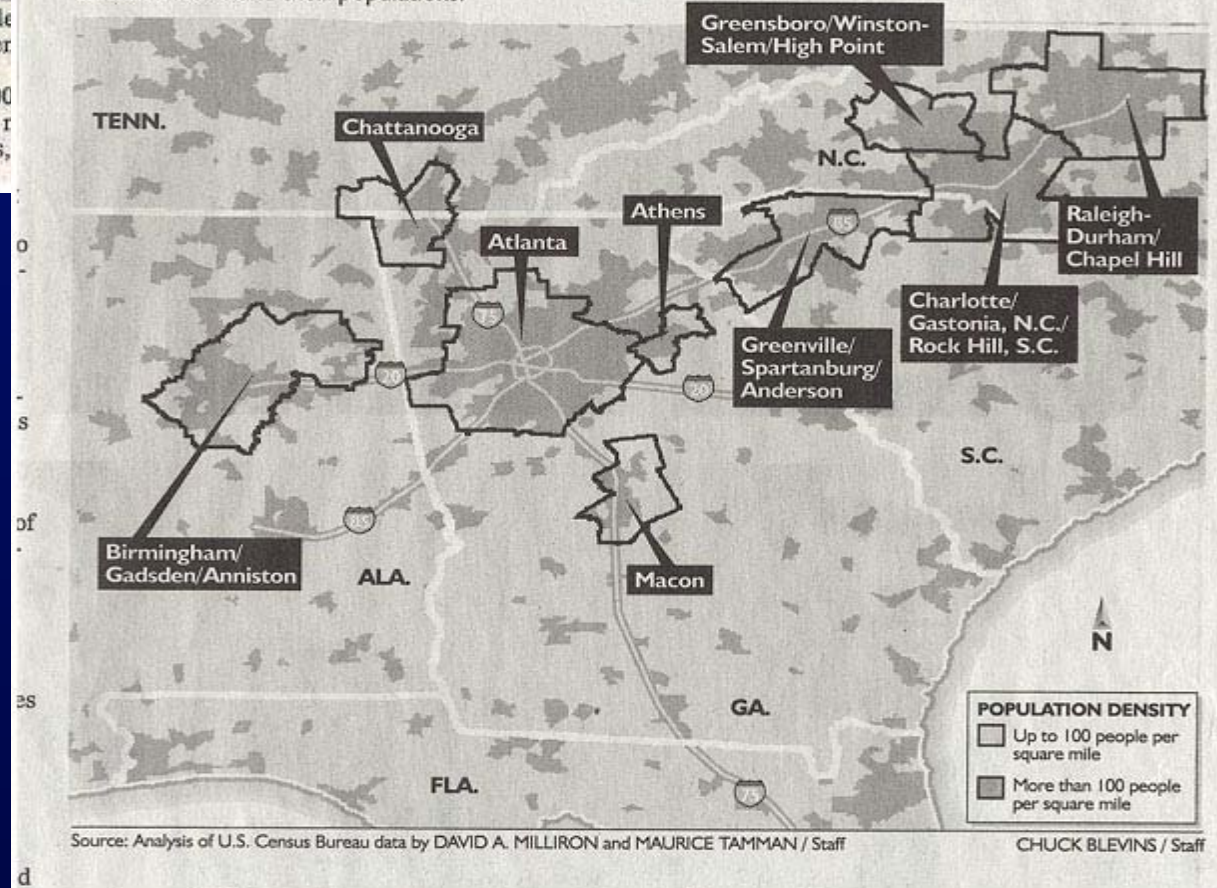 their populations.
TENN.
Chattanooga
Greensboro/Winston-
Salem/High Point
N.C.
Athens
Atlanta
Raleigh-
Durham/
Chapel Hill
85
75
Charlotte/
Gastonia, N.C./
Rock Hill, S.C.
Greenville/
Spartanburg/
Anderson
20
20
S.C.
85
Birmingham/
Gadsden/Anniston
ALA.
Macon
N
GA.
FLA.
75
POPULATION DENSITY
Up to 100 people per
square mile
More than 100 people
per square mile
Source: Analysis of U.S. Census Bureau data by DAVID A. MILLIRON and MAURICE TAMMAN / Staff
CHUCK BLEVINS / Staff
of